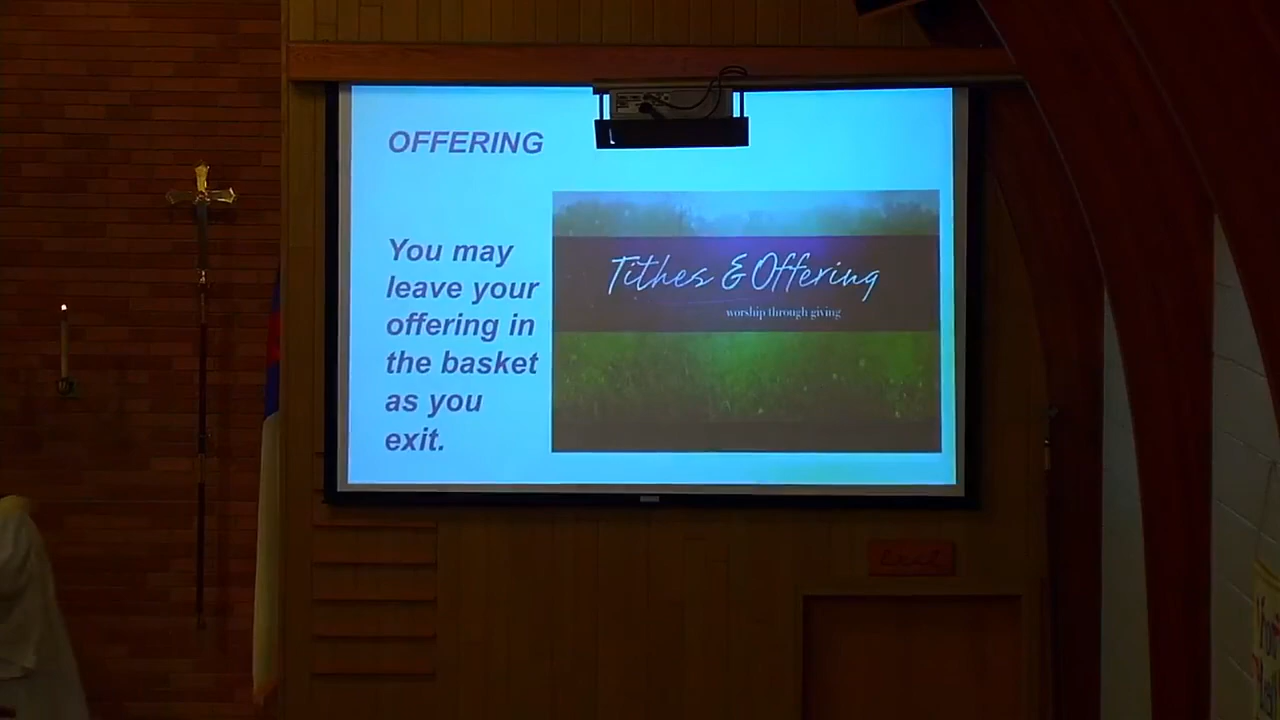 OFFERING
You may
leave your
offering in
the basket
as you
exit.
Tithes & Offering
worship through giving